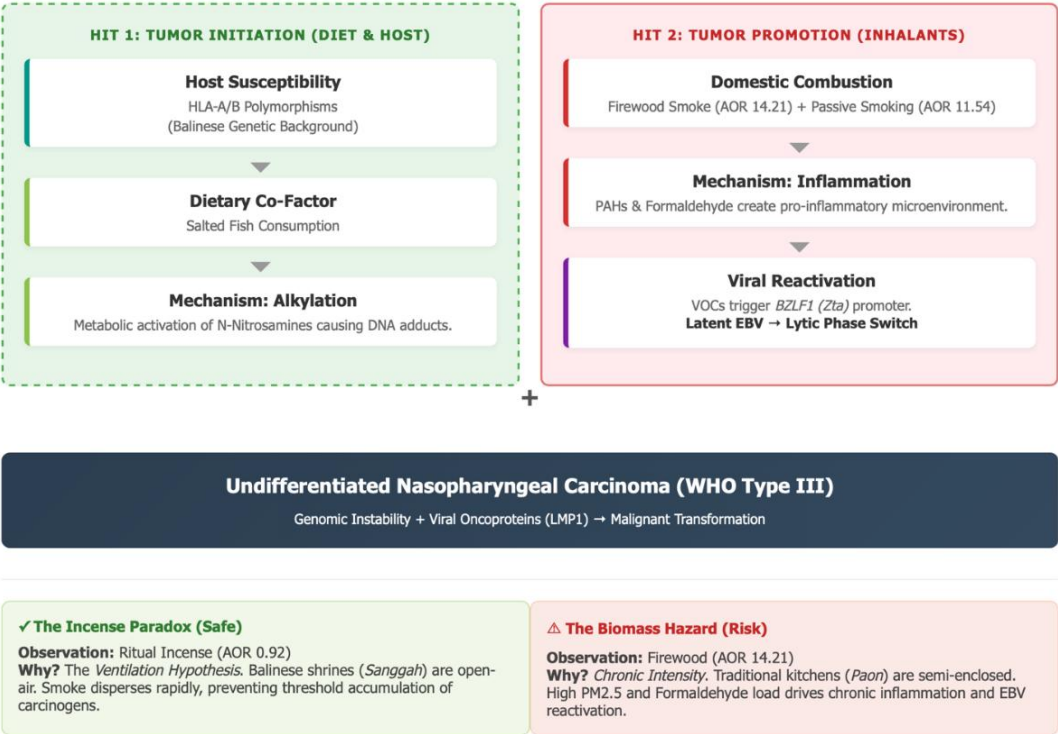 HIT 1: TUMOR INITIATION (DIET & HOST)
Host Susceptibility
HLA-A/B Polymorphisms
(Balinese Genetic Background)
Dietary Co-Factor
Salted Fish Consumption
Mechanism: Alkylation
Metabolic activation of N-Nitrosamines causing DNA adducts.
HIT 2: TUMOR PROMOTION (INHALANTS)
Domestic Combustion
Firewood Smoke (AOR 14.21) + Passive Smoking (AOR 11.54)
Mechanism: Inflammation
PAHs & Formaldehyde create pro-inflammatory microenvironment.
Viral Reactivation
VOCs trigger BZLF1 (Zta) promoter.
Latent EBV → Lytic Phase Switch
+
Undifferentiated Nasopharyngeal Carcinoma (WHO Type III)
Genomic Instability + Viral Oncoproteins (LMP1) → Malignant Transformation
✓ The Incense Paradox (Safe)
Observation: Ritual Incense (AOR 0.92)
Why? The Ventilation Hypothesis. Balinese shrines (Sanggah) are open-
air. Smoke disperses rapidly, preventing threshold accumulation of
carcinogens.
⚠ The Biomass Hazard (Risk)
Observation: Firewood (AOR 14.21)
Why? Chronic Intensity. Traditional kitchens (Paon) are semi-enclosed.
High PM2.5 and Formaldehyde load drives chronic inflammation and EBV
reactivation.